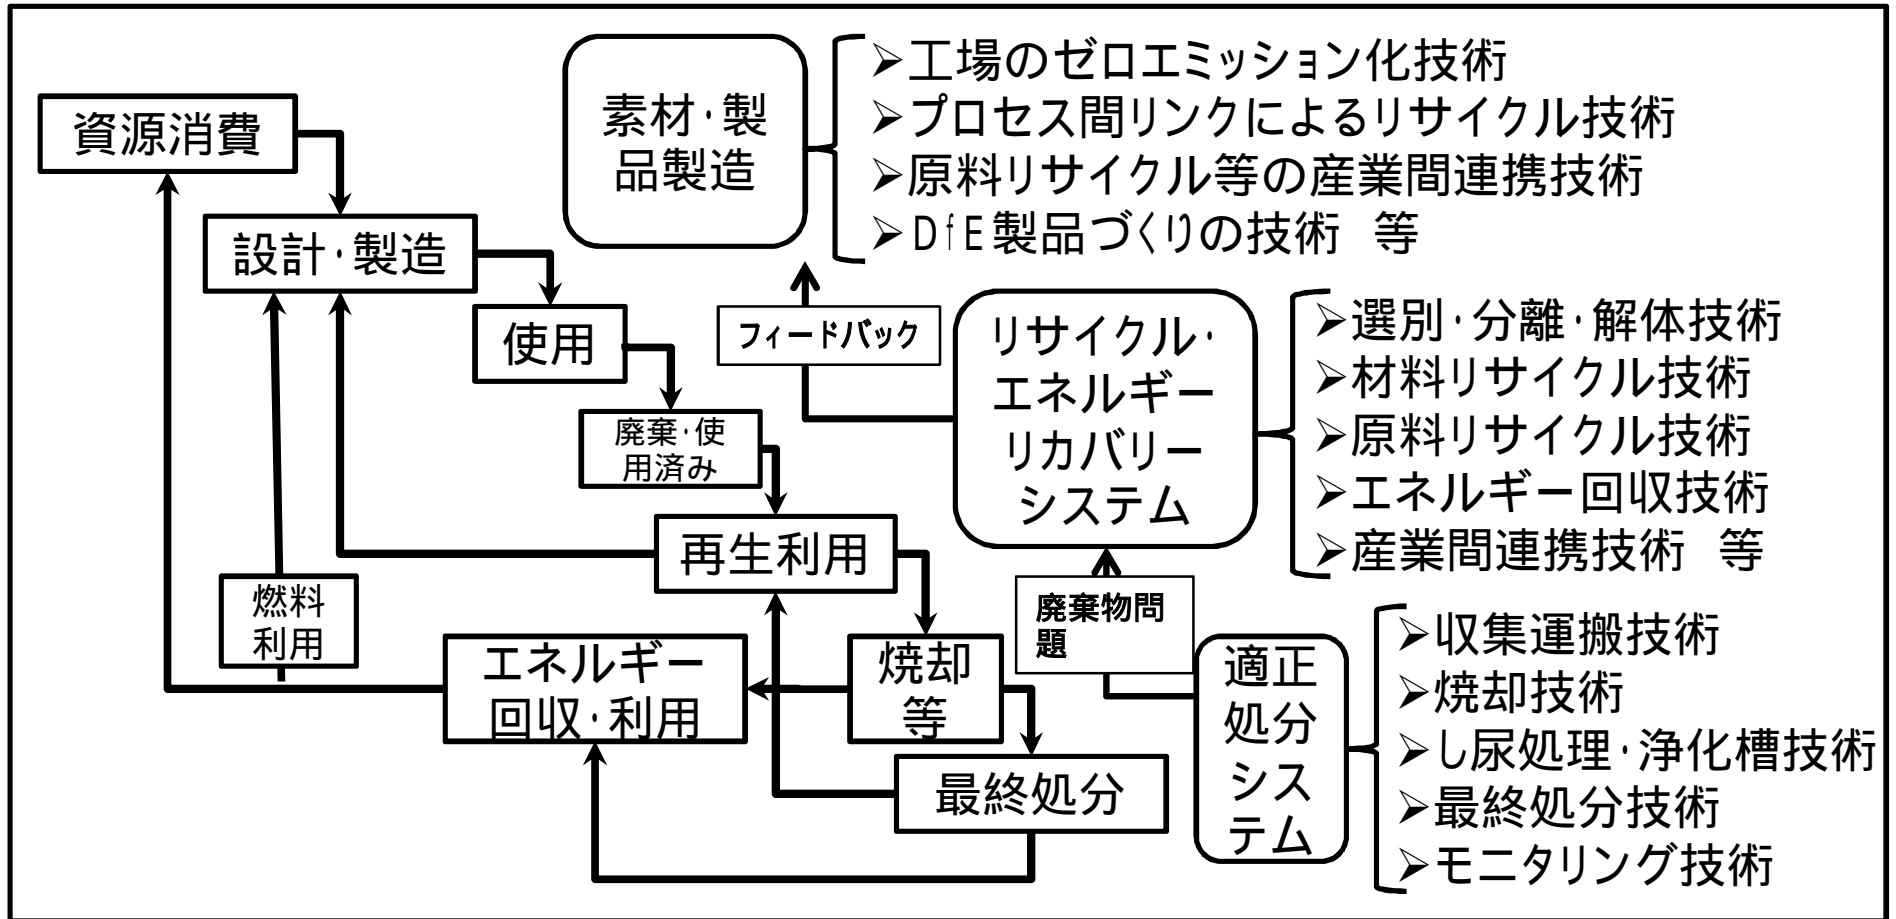 資源消費
設計・製造
使用
廃棄・使
用済み
再生利用
燃料
利用
エネルギー
回収・利用
焼却
等
最終処分
素材・製
品製造
➢工場のゼロエミッション化技術
➢プロセス間リンクによるリサイクル技術
➢原料リサイクル等の産業間連携技術
➢DfE製品づくりの技術 等
フィードバック
リサイクル・
エネルギー
リカバリー
システム
➢選別・分離・解体技術
➢材料リサイクル技術
➢原料リサイクル技術
➢エネルギー回収技術
➢産業間連携技術 等
廃棄物問
題
適正
処分
シス
テム
➢収集運搬技術
➢焼却技術
➢し尿処理・浄化槽技術
➢最終処分技術
➢モニタリング技術